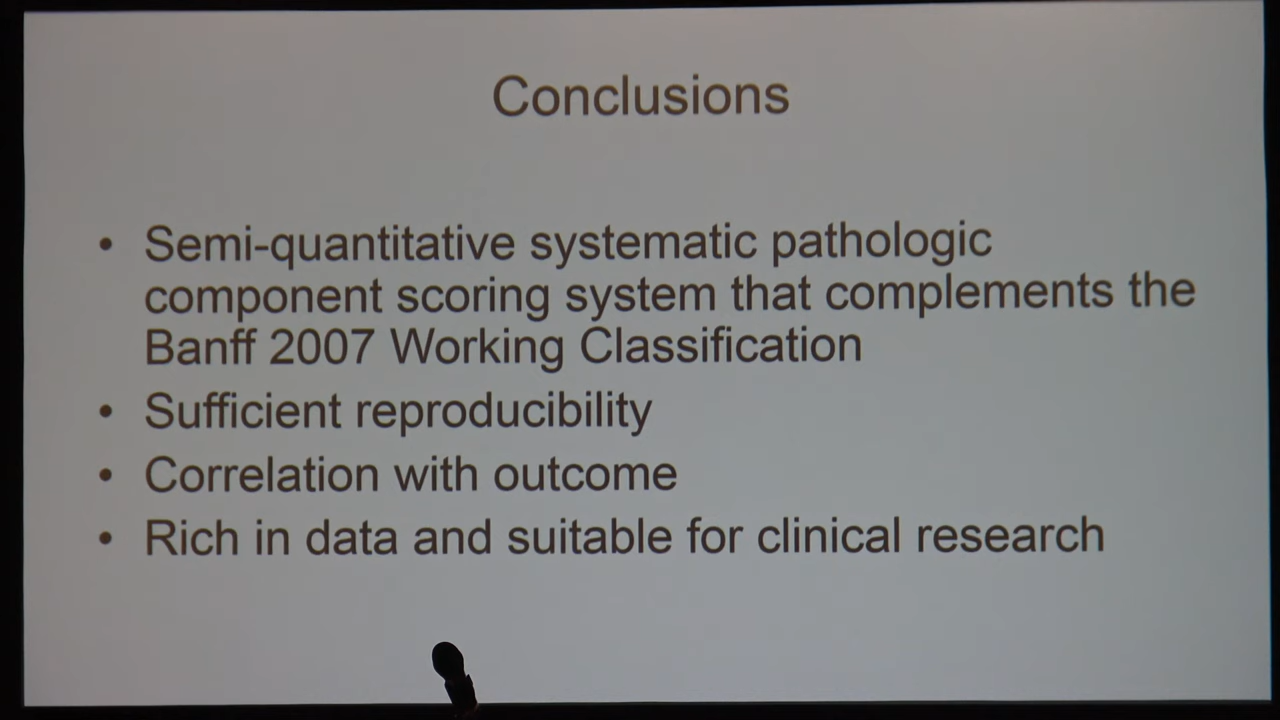 Conclusions
• Semi-quantitative systematic pathologic
component scoring system that complements the
Banff 2007 Working Classification
• Sufficient reproducibility
• Correlation with outcome
• Rich in data and suitable for clinical research